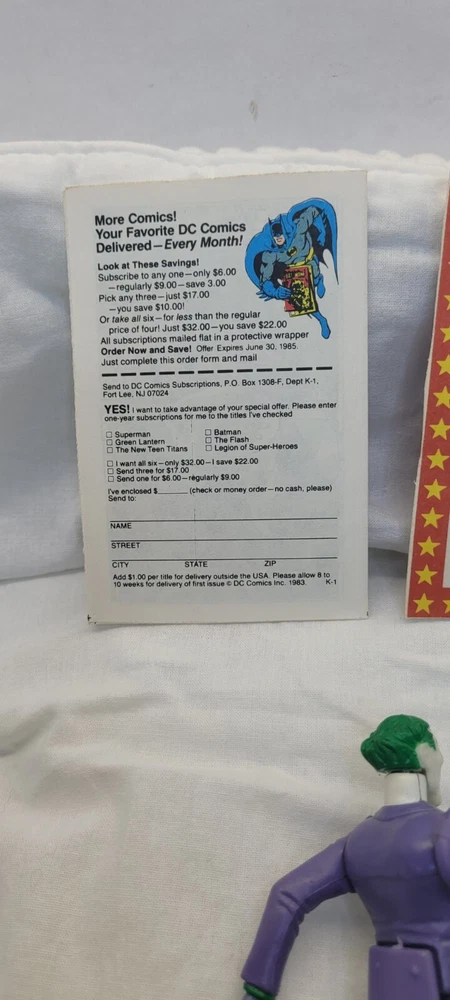 More Comics!
Your Favorite DC Comics
Delivered—Every Month!
Look at These Savings!
Subscribe to any one—only $6.00
—regularly $9.00—save 3.00
Pick any three—just $17.00
—you save $10.00!
Or take all six—for less than the regular
price of four! Just $32.00—you save $22.00
All subscriptions mailed flat in a protective wrapper
Order Now and Save! Offer Expires June 30, 1985.
Just complete this order form and mail
Send to DC Comics Subscriptions, P.O. Box 1308-F, Dept K-1,
Fort Lee, NJ 07024
YES! I want to take advantage of your special offer. Please enter
one-year subscriptions for me to the titles I've checked
☐ Superman ☐ Batman
☐ Green Lantern ☐ The Flash
☐ The New Teen Titans ☐ Legion of Super-Heroes
☐ I want all six—only $32.00—I save $22.00
☐ Send three for $17.00
☐ Send one for $6.00—regularly $9.00
I've enclosed $______ (check or money order—no cash, please)
Send to:
NAME
STREET
CITY STATE ZIP
Add $1.00 per title for delivery outside the USA. Please allow 8 to
10 weeks for delivery of first issue © DC Comics Inc. 1983. K-1